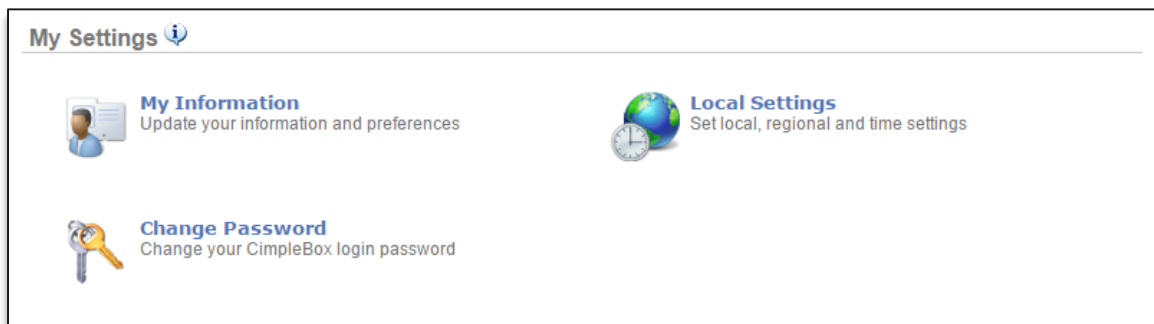 My Settings
My Information
Update your information and preferences
Local Settings
Set local, regional and time settings
Change Password
Change your CimpleBox login password